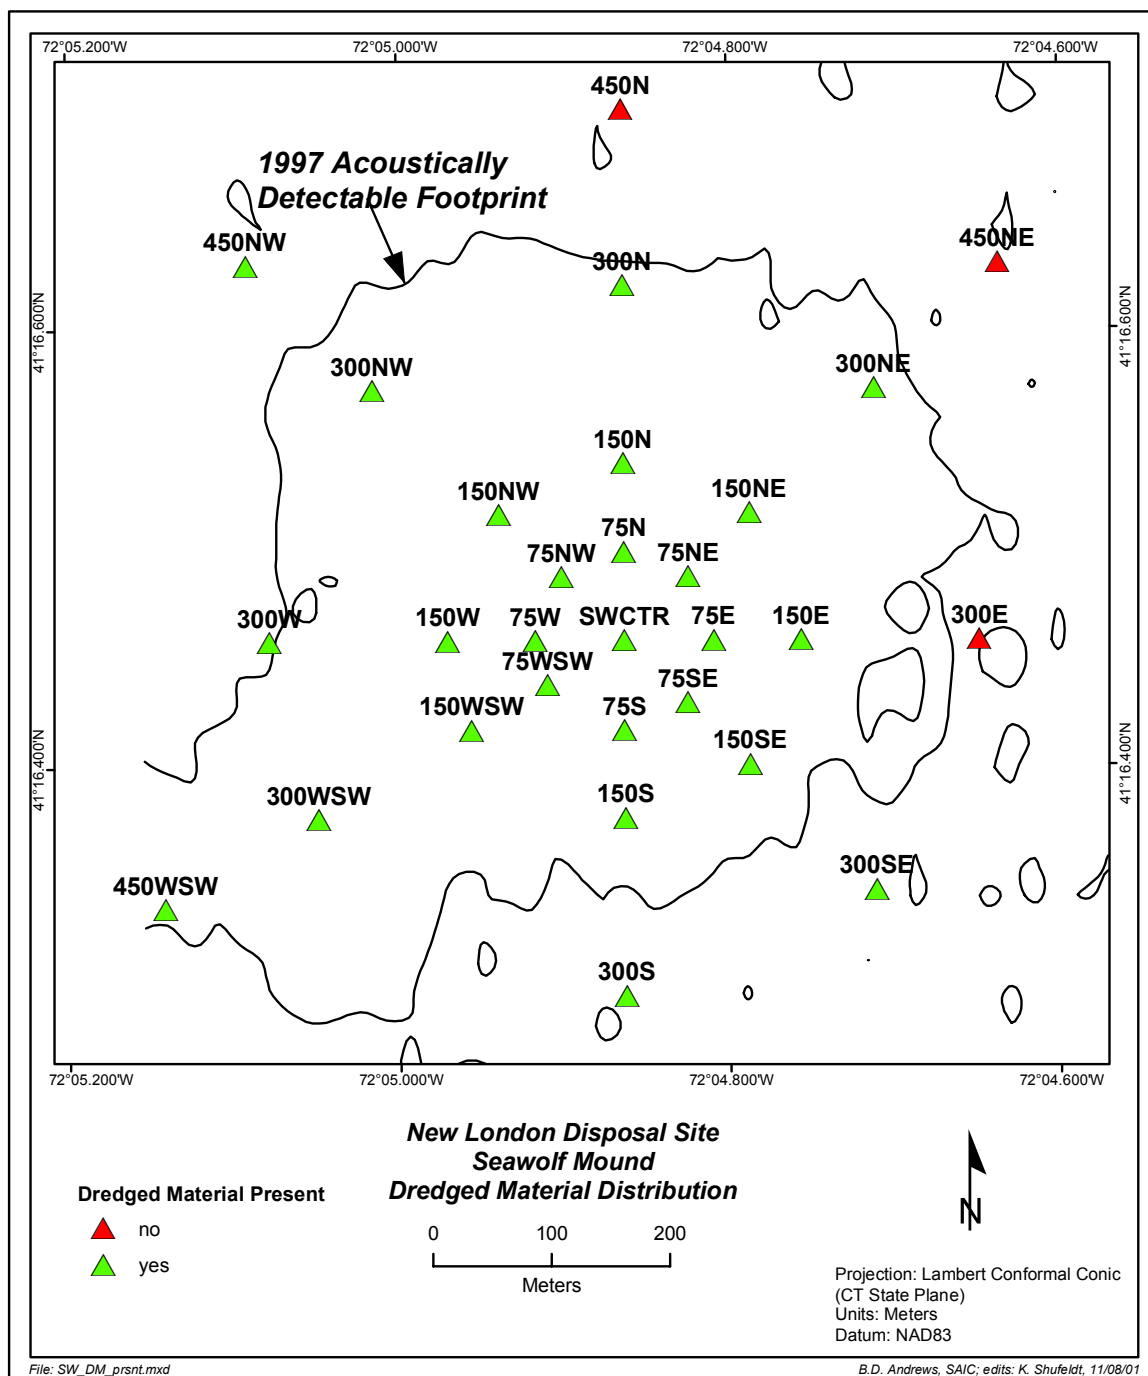 72°05.200'W 72°05.000'W 72°04.800'W 72°04.600'W
450N
1997 Acoustically
Detectable Footprint
450NW
450NE
300N
41°16.600'N
41°16.600'N
300NW
300NE
150N
150NW
150NE
75N
75NW
75NE
300W
150W
75W
SWCTR
75E
150E
300E
75WSW
75SE
150WSW
75S
150SE
41°16.400'N
41°16.400'N
300WSW
150S
450WSW
300SE
300S
72°05.200'W 72°05.000'W 72°04.800'W 72°04.600'W
New London Disposal Site
Seawolf Mound
Dredged Material Distribution
Dredged Material Present
no
yes
0 100 200
Meters
N
Projection: Lambert Conformal Conic
(CT State Plane)
Units: Meters
Datum: NAD83
File: SW_DM_prsnt.mxd
B.D. Andrews, SAIC; edits: K. Shufeldt, 11/08/01